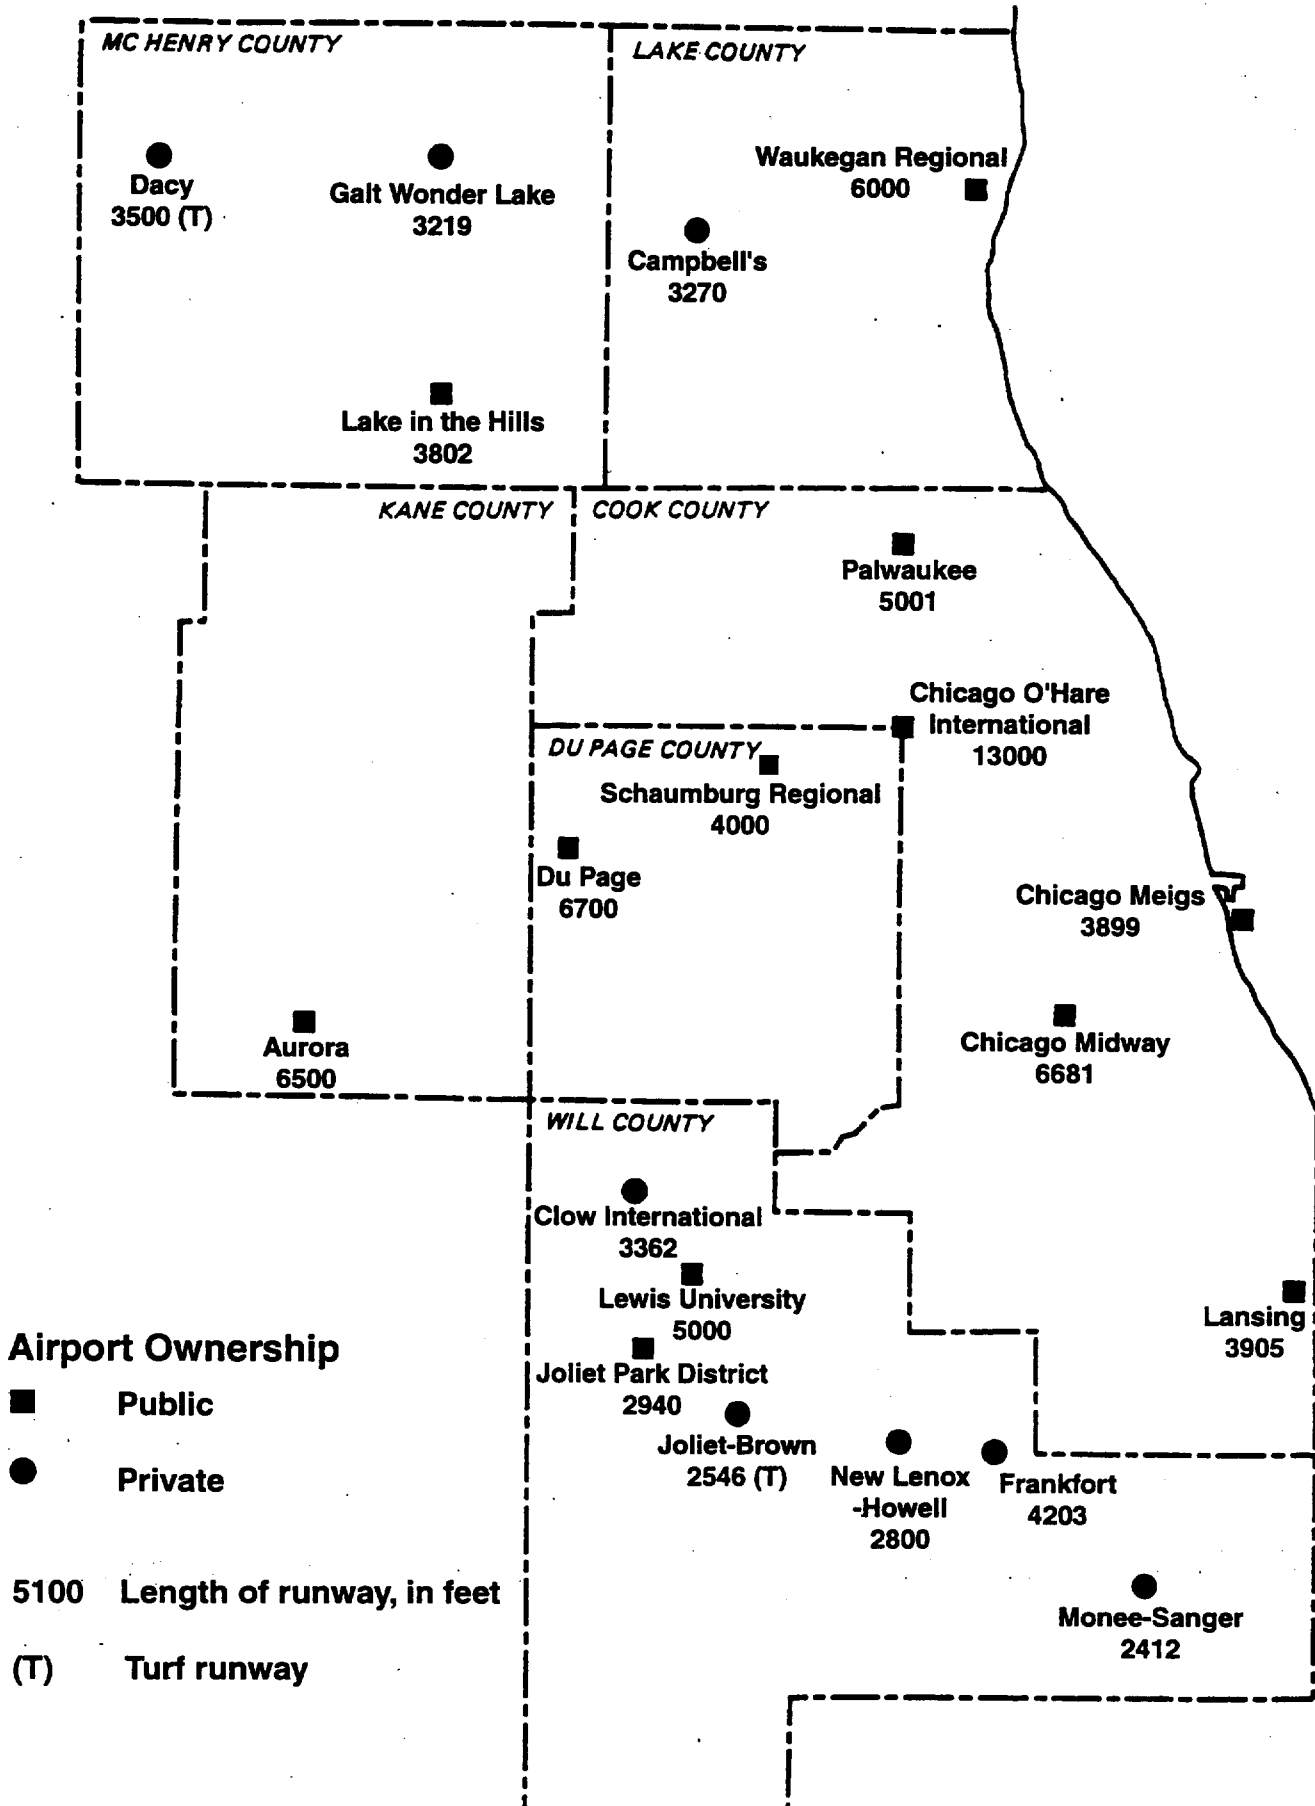 MC HENRY COUNTY
LAKE COUNTY
Dacy
3500 (T)
Galt Wonder Lake
3219
Waukegan Regional
6000
Campbell's
3270
Lake in the Hills
3802
KANE COUNTY
COOK COUNTY
Palwaukee
5001
Chicago O'Hare
International
13000
DU PAGE COUNTY
Schaumburg Regional
4000
Du Page
6700
Chicago Meigs
3899
Aurora
6500
Chicago Midway
6681
WILL COUNTY
Clow International
3362
Lewis University
5000
Lansing
3905
Joliet Park District
2940
Joliet-Brown
2546 (T)
New Lenox
-Howell
2800
Frankfort
4203
Monee-Sanger
2412
Airport Ownership
Public
Private
5100 Length of runway, in feet
(T) Turf runway